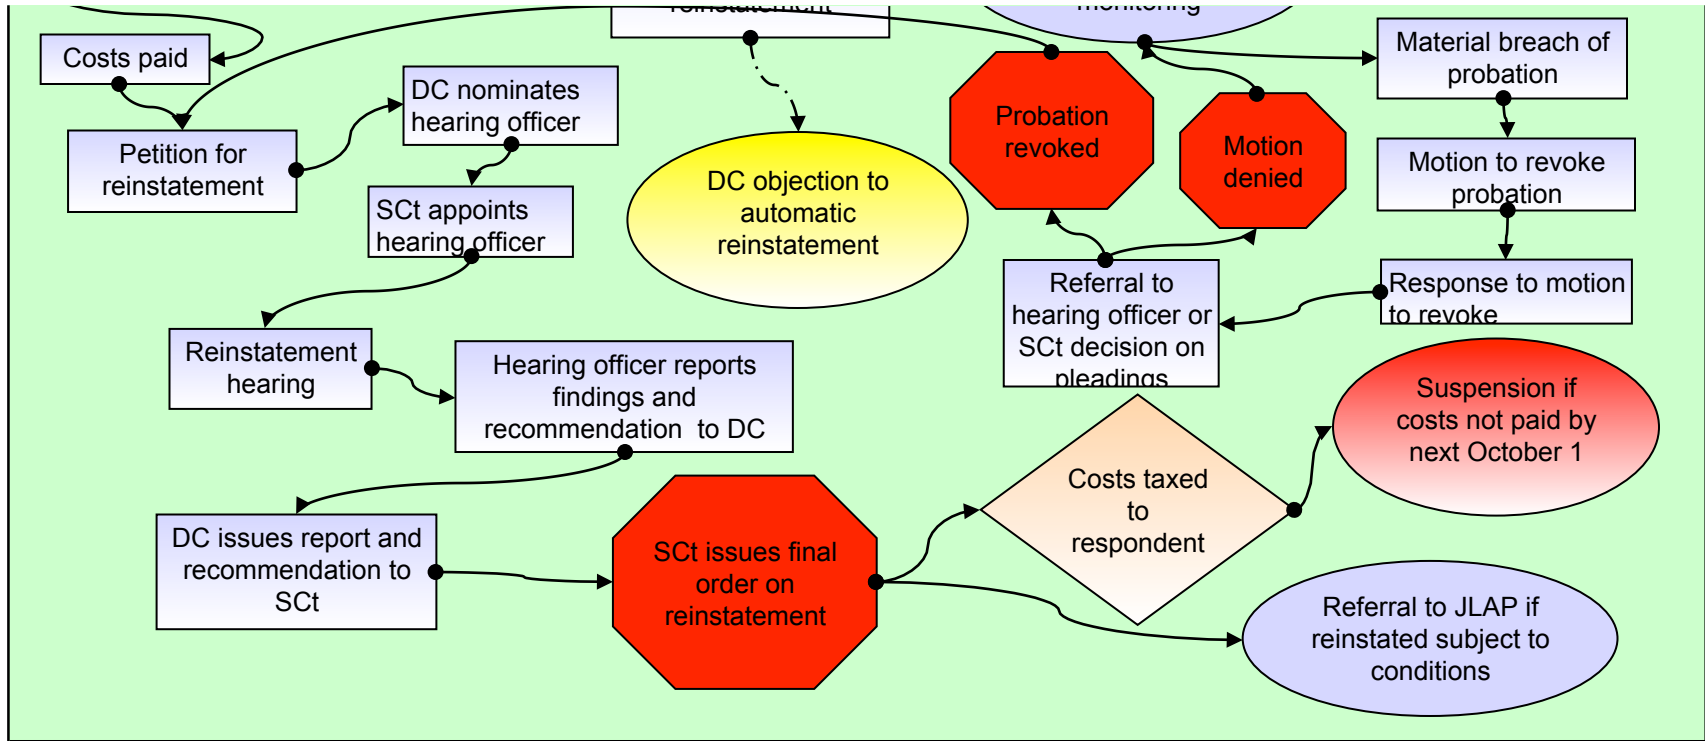 reinstatement
monitoring
Costs paid
Material breach of
probation
DC nominates
hearing officer
Probation
revoked
Motion
denied
Petition for
reinstatement
Motion to revoke
probation
DC objection to
automatic
reinstatement
SCt appoints
hearing officer
Referral to
hearing officer or
SCt decision on
pleadings
Response to motion
to revoke
Reinstatement
hearing
Hearing officer reports
findings and
recommendation to DC
Suspension if
costs not paid by
next October 1
Costs taxed
to
respondent
DC issues report and
recommendation to
SCt
SCt issues final
order on
reinstatement
Referral to JLAP if
reinstated subject to
conditions